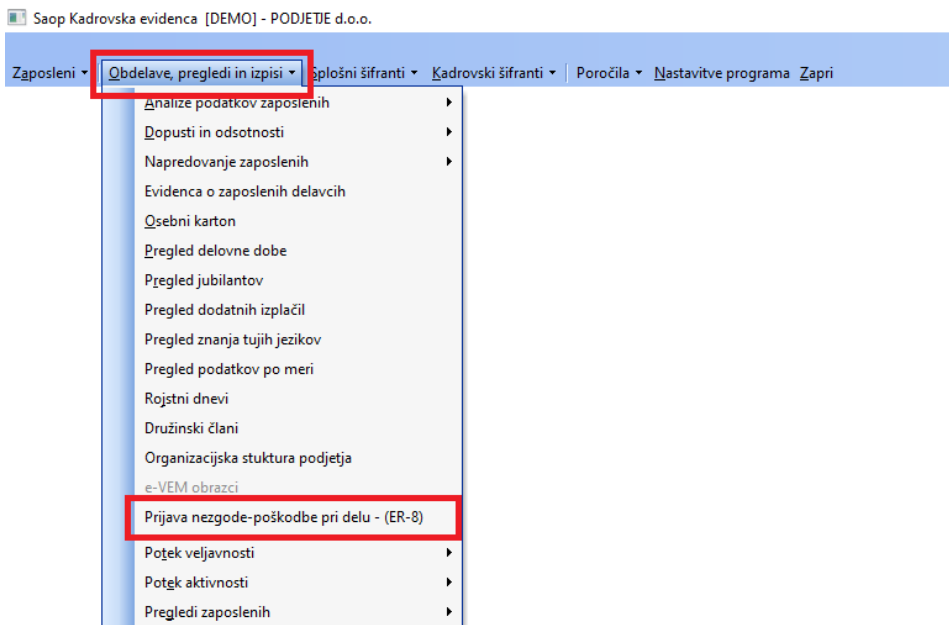 Saop Kadrovska evidenca [DEMO] - PODJETJE d.o.o.
Zaposleni Obdelave, pregledi in izpisi Splošni šifranti Kadrovski šifranti Poročila Nastavitve programa Zapri
Analize podatkov zaposlenih
Dopusti in odsotnosti
Napredovanje zaposlenih
Evidenca o zaposlenih delavcih
Osebni karton
Pregled delovne dobe
Pregled jubilantov
Pregled dodatnih izplačil
Pregled znanja tujih jezikov
Pregled podatkov po meri
Rojstni dnevi
Družinski člani
Organizacijska stuktura podjetja
e-VEM obrazci
Prijava nezgode-poškodbe pri delu - (ER-8)
Potek veljavnosti
Potek aktivnosti
Pregledi zaposlenih